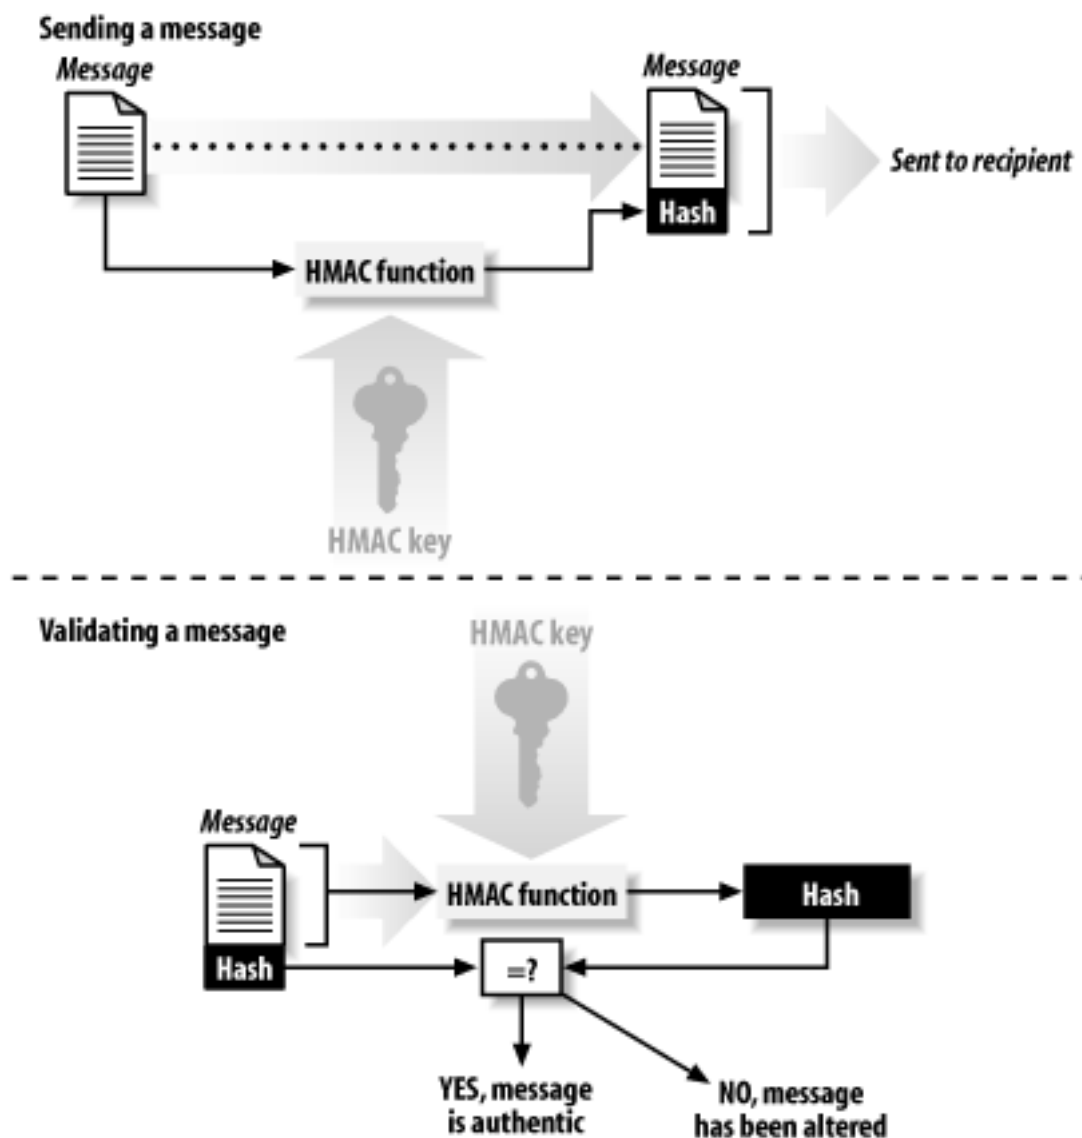 Sending a message
Message
Message
Sent to recipient
Hash
HMAC function
HMAC key
Validating a message
HMAC key
Message
HMAC function
Hash
Hash
=?
YES, message
is authentic
NO, message
has been altered